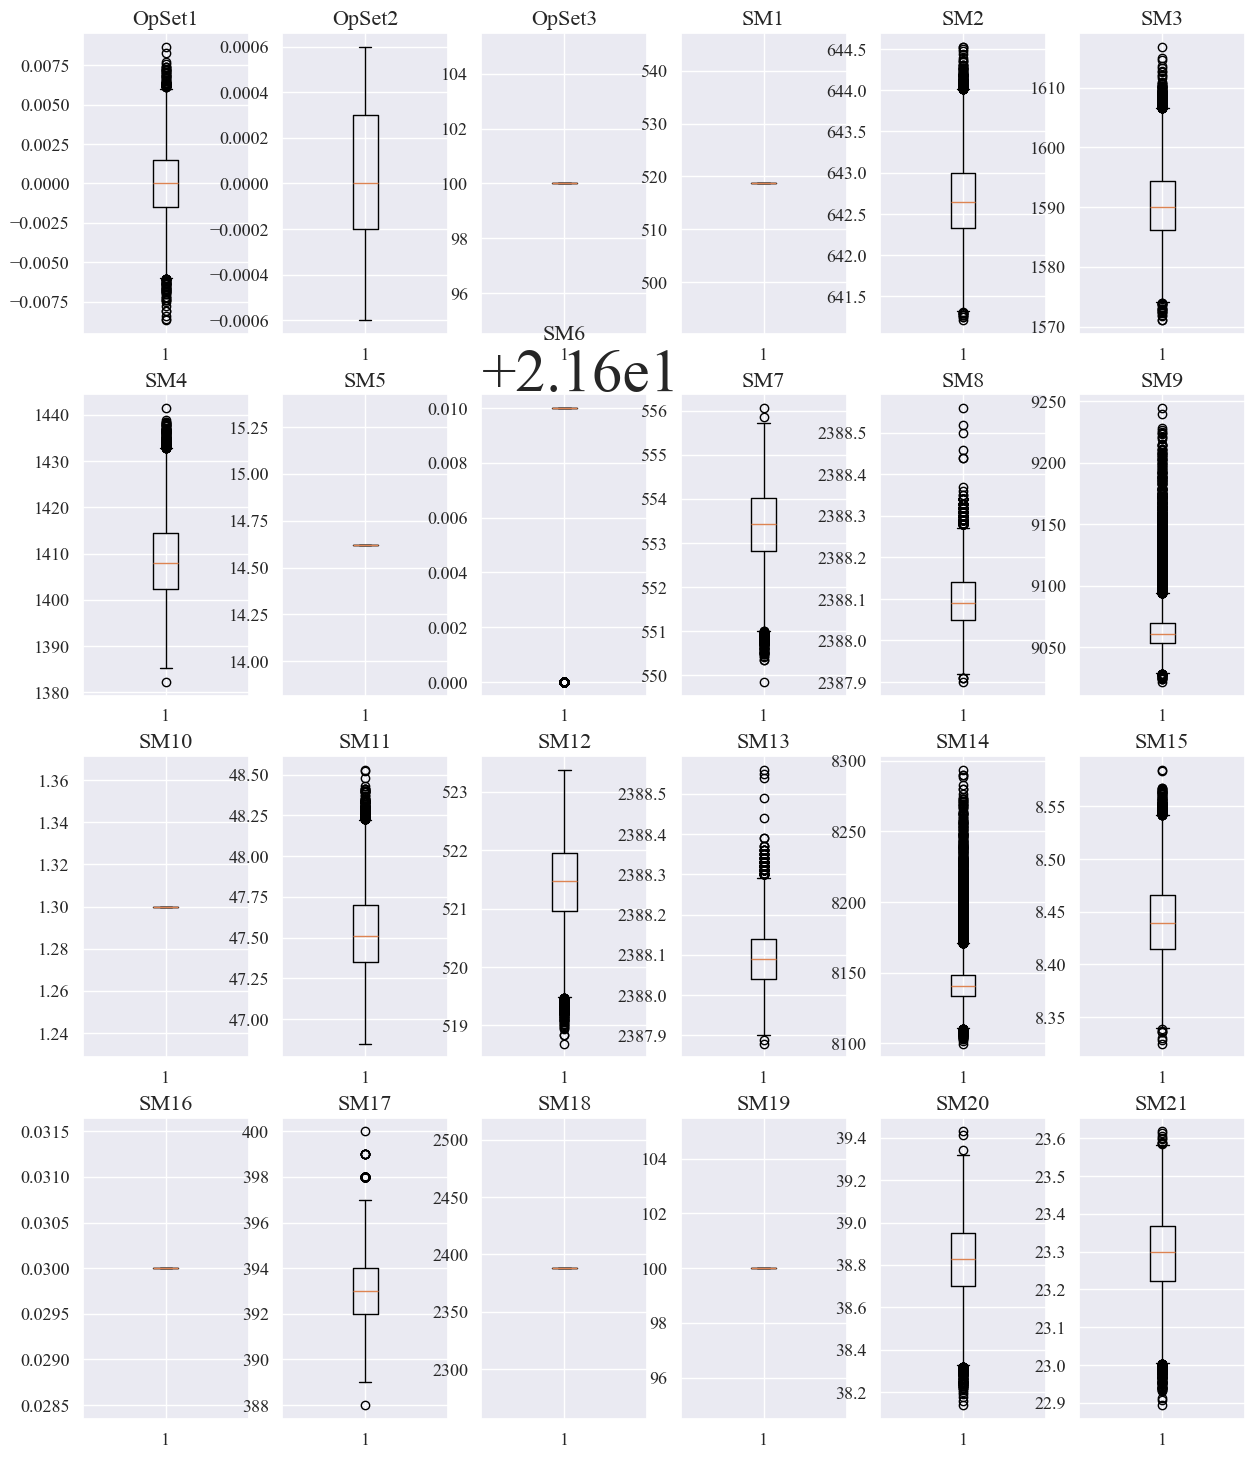 OpSet1 OpSet2 OpSet3 SM1 SM2 SM3
0.0075 0.0050 0.0025 0.0000 −0.0025 −0.0050 −0.0075 1
0.0006 0.0004 0.0002 0.0000 −0.0002 −0.0004 −0.0006 1
104 102 100 98 96 1
540 530 520 510 500 1
644.5 644.0 643.5 643.0 642.5 642.0 641.5 1
1610 1600 1590 1580 1570 1
SM4 SM5 SM6 SM7 SM8 SM9
1440 1430 1420 1410 1400 1390 1380 1
15.25 15.00 14.75 14.50 14.25 14.00 1
+2.16e1
0.010 0.008 0.006 0.004 0.002 0.000 1
556 555 554 553 552 551 550 1
2388.5 2388.4 2388.3 2388.2 2388.1 2388.0 2387.9 1
9250 9200 9150 9100 9050 1
SM10 SM11 SM12 SM13 SM14 SM15
1.36 1.34 1.32 1.30 1.28 1.26 1.24 1
48.50 48.25 48.00 47.75 47.50 47.25 47.00 1
523 522 521 520 519 1
2388.5 2388.4 2388.3 2388.2 2388.1 2388.0 2387.9 1
8300 8250 8200 8150 8100 1
8.55 8.50 8.45 8.40 8.35 1
SM16 SM17 SM18 SM19 SM20 SM21
0.0315 0.0310 0.0305 0.0300 0.0295 0.0290 0.0285 1
400 398 396 394 392 390 388 1
2500 2450 2400 2350 2300 1
104 102 100 98 96 1
39.4 39.2 39.0 38.8 38.6 38.4 38.2 1
23.6 23.5 23.4 23.3 23.2 23.1 23.0 22.9 1